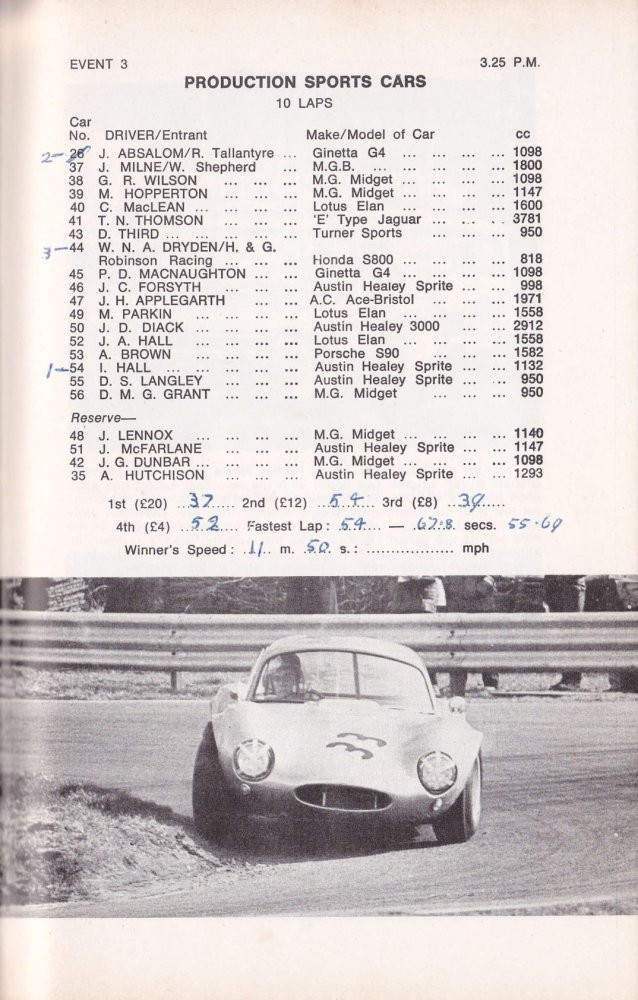 EVENT 3 3.25 P.M.
PRODUCTION SPORTS CARS
10 LAPS
Car
No. DRIVER/Entrant Make/Model of Car cc
2- 26 J. ABSALOM/R. Tallantyre ... Ginetta G4 ... ... ... 1098
37 J. MILNE/W. Shepherd ... M.G.B. ... ... ... ... 1800
38 G. R. WILSON ... ... ... M.G. Midget ... ... ... 1098
39 M. HOPPERTON ... ... ... M.G. Midget ... ... ... 1147
40 C. MacLEAN ... ... ... ... Lotus Elan ... ... ... 1600
41 T. N. THOMSON ... ... ... 'E' Type Jaguar ... ... ... 3781
43 D. THIRD ... ... ... ... Turner Sports ... ... 950
3-44 W. N. A. DRYDEN/H. & G.
Robinson Racing ... ... ... Honda S800 ... ... ... 818
45 P. D. MACNAUGHTON ... ... Ginetta G4 ... ... ... 1098
46 J. C. FORSYTH ... ... ... Austin Healey Sprite ... ... 998
47 J. H. APPLEGARTH ... ... A.C. Ace-Bristol ... ... ... 1971
49 M. PARKIN ... ... ... Lotus Elan ... ... ... 1558
50 J. D. DIACK ... ... ... Austin Healey 3000 ... ... 2912
52 J. A. HALL ... ... ... Lotus Elan ... ... ... ... 1558
53 A. BROWN ... ... ... Porsche S90 ... ... ... 1582
1-54 I. HALL ... ... ... ... Austin Healey Sprite ... ... 1132
55 D. S. LANGLEY ... ... ... Austin Healey Sprite ... ... 950
56 D. M. G. GRANT ... ... ... M.G. Midget ... ... ... 950
Reserve—
48 J. LENNOX ... ... ... ... M.G. Midget ... ... ... ... 1140
51 J. McFARLANE ... ... ... Austin Healey Sprite ... ... 1147
42 J. G. DUNBAR ... ... ... ... M.G. Midget ... ... ... ... 1098
35 A. HUTCHISON ... ... ... Austin Healey Sprite ... ... 1293
1st (£20) ...37..... 2nd (£12) ...54..... 3rd (£8) ...39.....
4th (£4) ...52.... Fastest Lap: .54... — .67.8. secs. 55.69
Winner's Speed: .11.. m. .50. s.: .................. mph
33